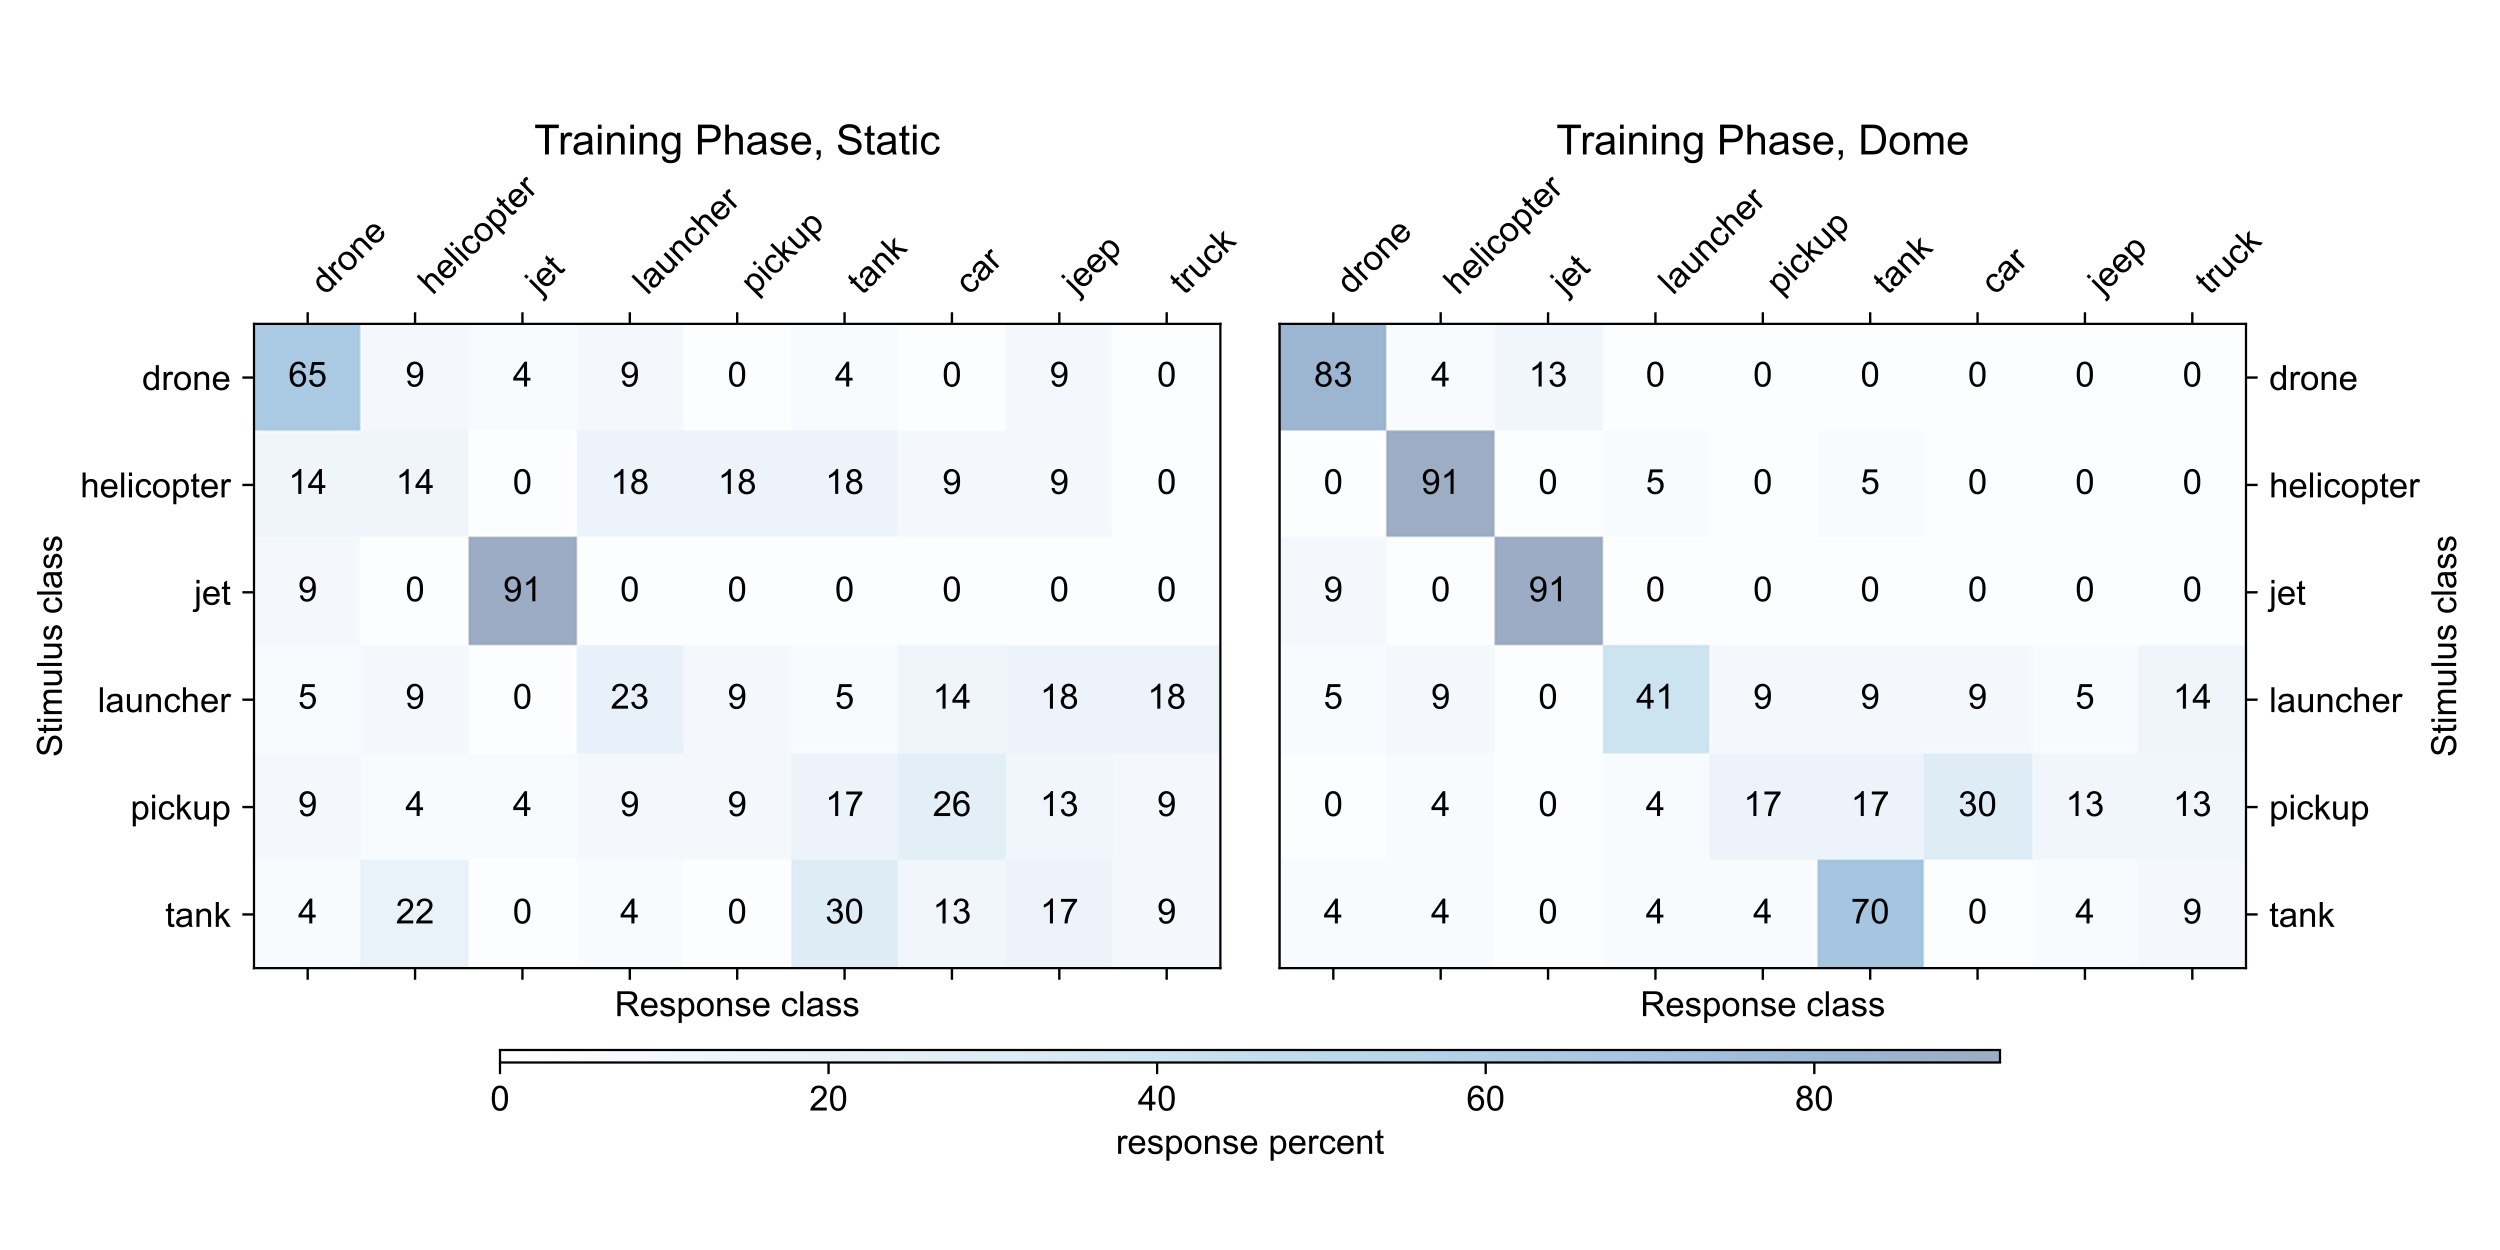 Training Phase, Static
drone helicopter jet launcher pickup tank car jeep truck
drone 65 9 4 9 0 4 0 9 0
helicopter 14 14 0 18 18 18 9 9 0
jet 9 0 91 0 0 0 0 0 0
launcher 5 9 0 23 9 5 14 18 18
pickup 9 4 4 9 9 17 26 13 9
tank 4 22 0 4 0 30 13 17 9
Stimulus class
Response class
Training Phase, Dome
drone helicopter jet launcher pickup tank car jeep truck
83 4 13 0 0 0 0 0 0 drone
0 91 0 5 0 5 0 0 0 helicopter
9 0 91 0 0 0 0 0 0 jet
5 9 0 41 9 9 9 5 14 launcher
0 4 0 4 17 17 30 13 13 pickup
4 4 0 4 4 70 0 4 9 tank
Stimulus class
Response class
0 20 40 60 80
response percent